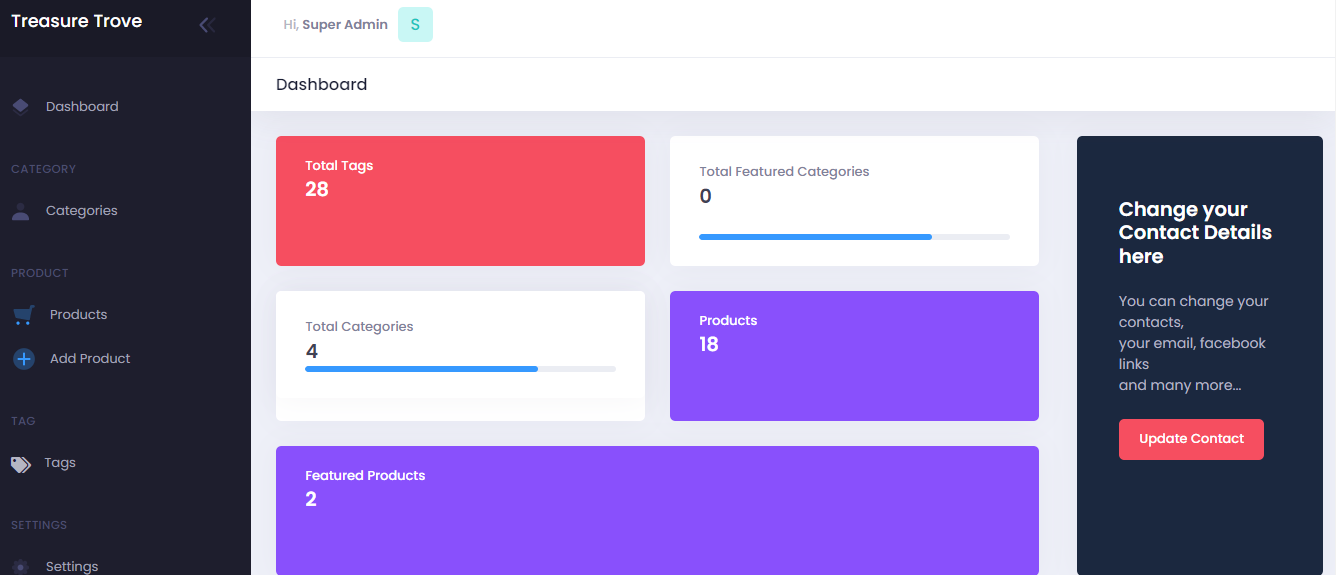 Treasure Trove
Hi, Super Admin
S
Dashboard
Dashboard
CATEGORY
Categories
PRODUCT
Products
Add Product
TAG
Tags
SETTINGS
Settings
Total Tags
28
Total Featured Categories
0
Total Categories
4
Products
18
Featured Products
2
Change your
Contact Details
here
You can change your
contacts,
your email, facebook
links
and many more...
Update Contact